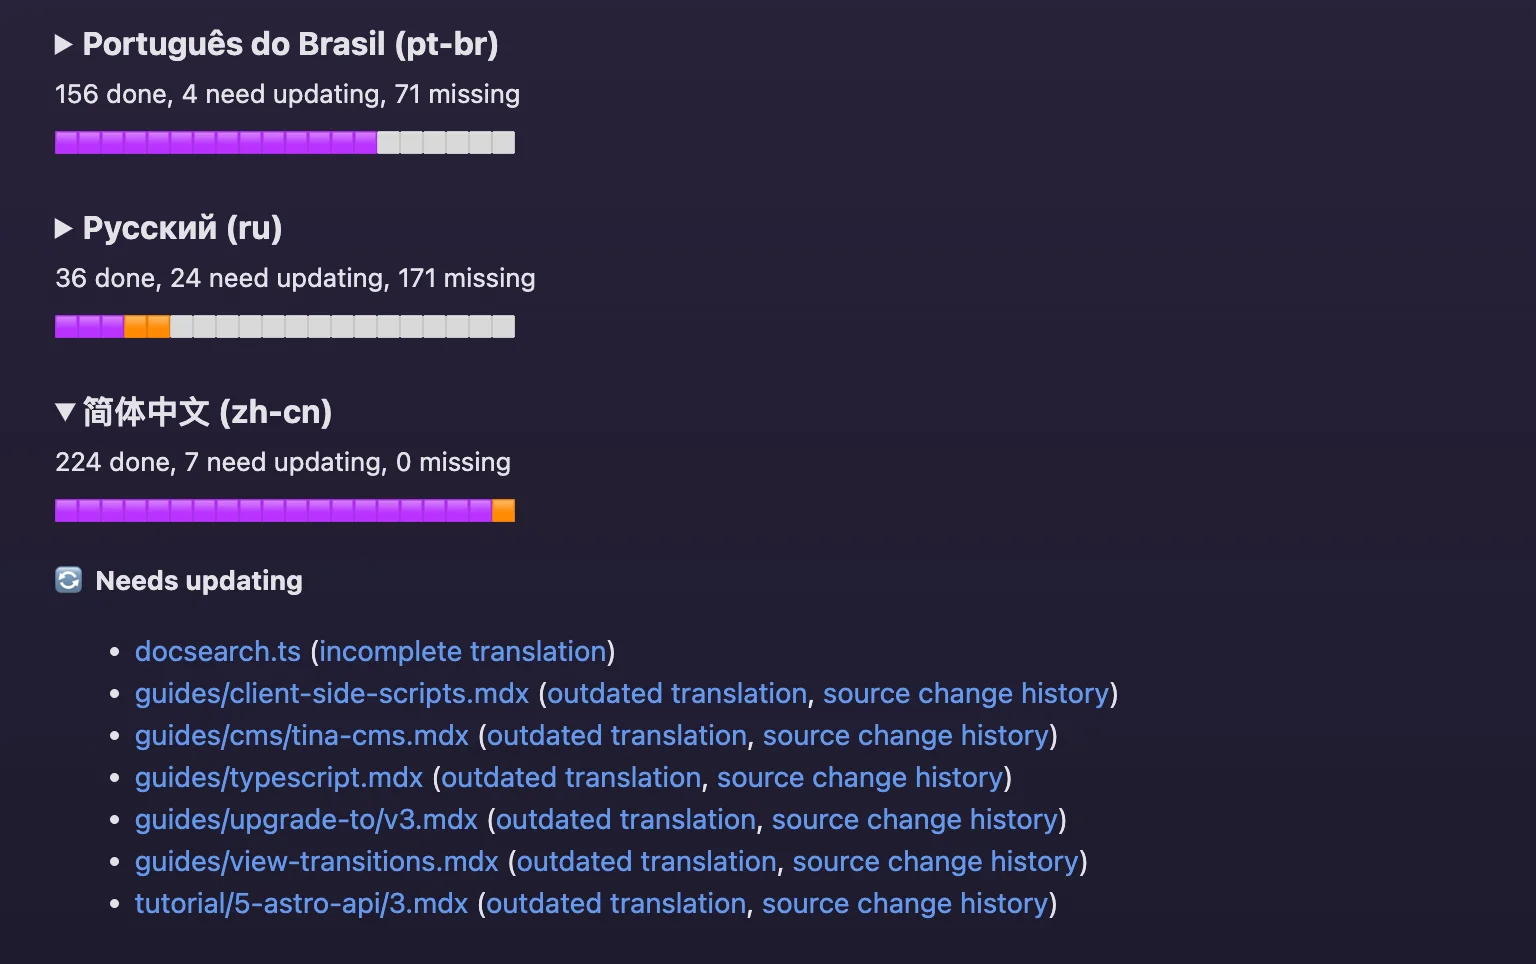 Português do Brasil (pt-br)
156 done, 4 need updating, 71 missing
Русский (ru)
36 done, 24 need updating, 171 missing
简体中文 (zh-cn)
224 done, 7 need updating, 0 missing
Needs updating
docsearch.ts (incomplete translation)
guides/client-side-scripts.mdx (outdated translation, source change history)
guides/cms/tina-cms.mdx (outdated translation, source change history)
guides/typescript.mdx (outdated translation, source change history)
guides/upgrade-to/v3.mdx (outdated translation, source change history)
guides/view-transitions.mdx (outdated translation, source change history)
tutorial/5-astro-api/3.mdx (outdated translation, source change history)